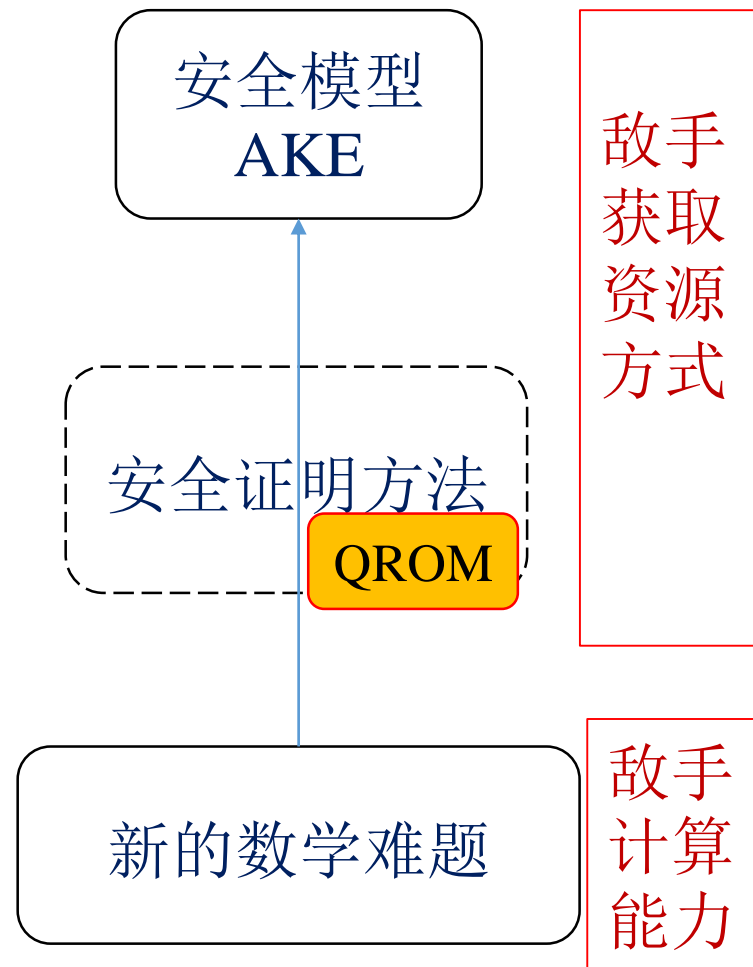 安全模型
AKE
敌手
获取
资源
方式
安全证明方法
QROM
新的数学难题
敌手
计算
能力